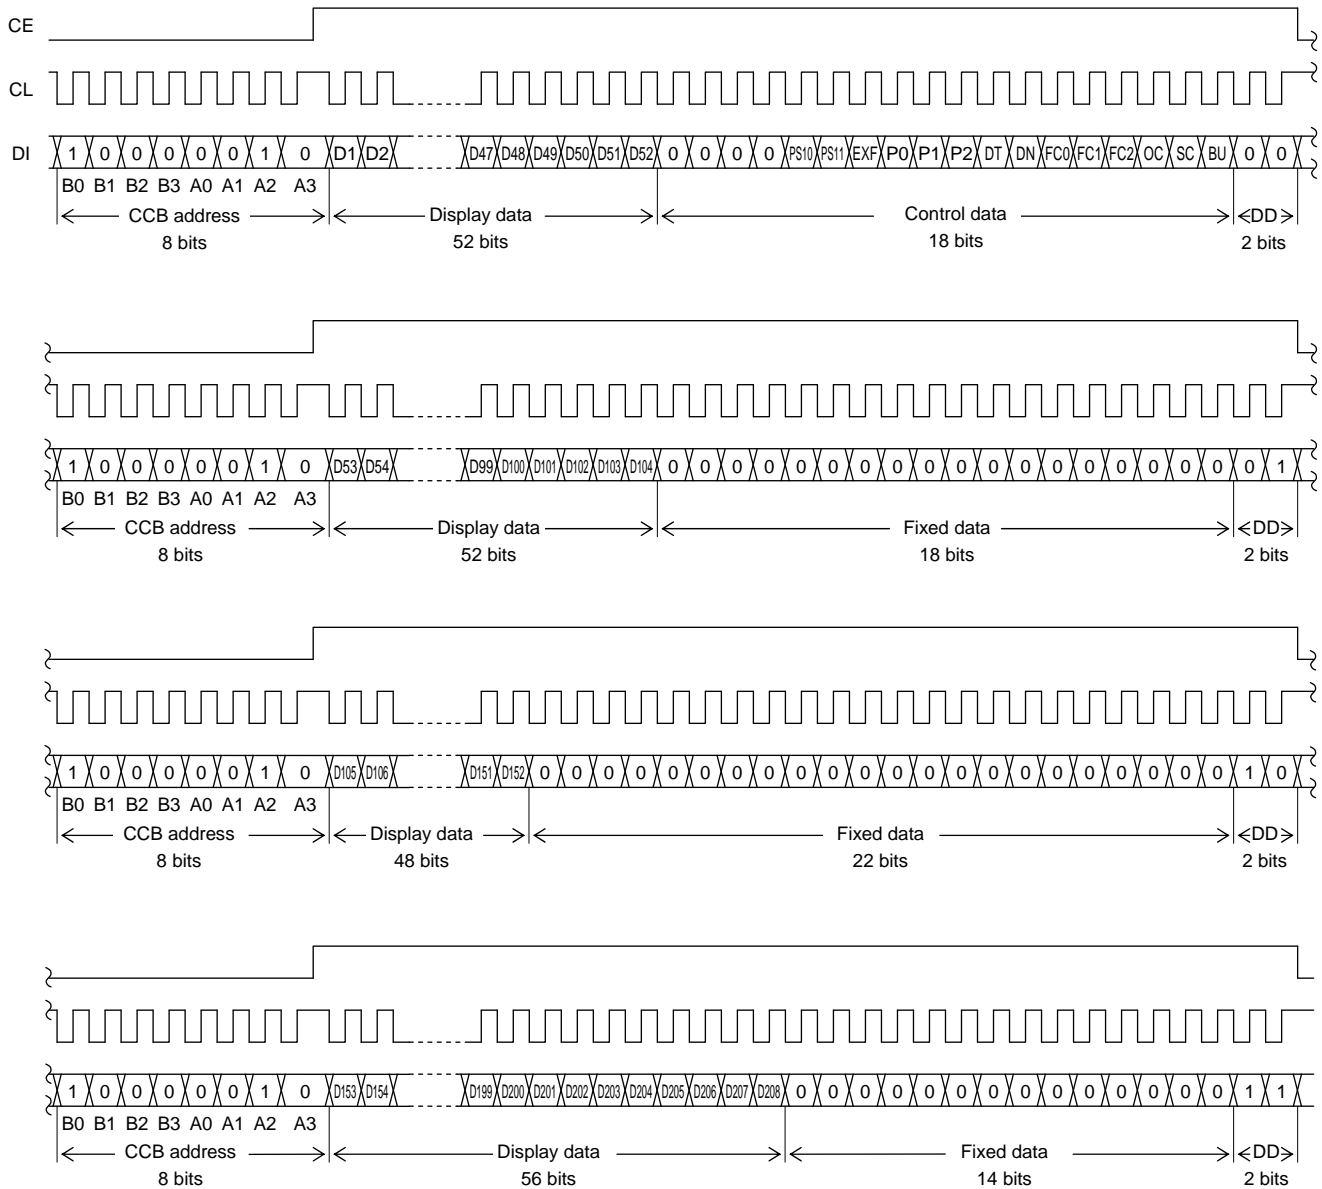 CE
CL
DI 1 0 0 0 0 0 1 0 D1 D2 D47 D48 D49 D50 D51 D52 0 0 0 0 PS10 PS11 EXF P0 P1 P2 DT DN FC0 FC1 FC2 OC SC BU 0 0
B0 B1 B2 B3 A0 A1 A2 A3
CCB address Display data Control data DD
8 bits 52 bits 18 bits 2 bits
1 0 0 0 0 0 1 0 D53 D54 D99 D100 D101 D102 D103 D104 0 0 0 0 0 0 0 0 0 0 0 0 0 0 0 0 0 0 0 1
B0 B1 B2 B3 A0 A1 A2 A3
CCB address Display data Fixed data DD
8 bits 52 bits 18 bits 2 bits
1 0 0 0 0 0 1 0 D105 D106 D151 D152 0 0 0 0 0 0 0 0 0 0 0 0 0 0 0 0 0 0 0 0 0 0 1 0
B0 B1 B2 B3 A0 A1 A2 A3
CCB address Display data Fixed data DD
8 bits 48 bits 22 bits 2 bits
1 0 0 0 0 0 1 0 D153 D154 D199 D200 D201 D202 D203 D204 D205 D206 D207 D208 0 0 0 0 0 0 0 0 0 0 0 0 0 0 1 1
B0 B1 B2 B3 A0 A1 A2 A3
CCB address Display data Fixed data DD
8 bits 56 bits 14 bits 2 bits